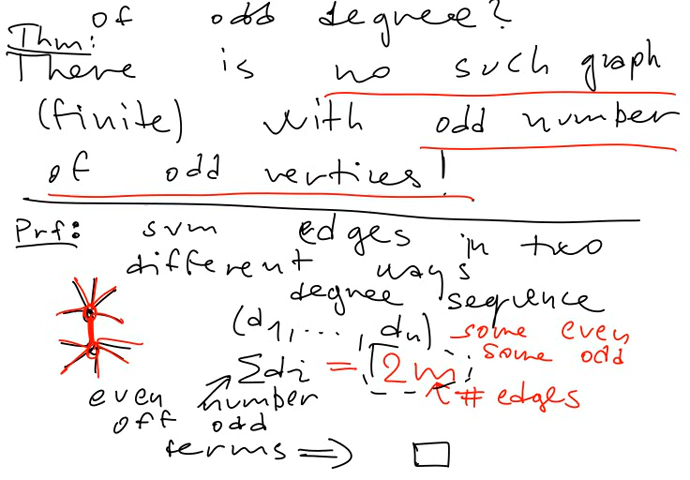 of odd degree?
Thm:
There is no such graph
(finite) with odd number
of odd vertices!
Prf: sum edges in two
different ways
degree sequence
(d1, ..., dn) some even
some odd
Σdi = 2m
# edges
even number
off odd
terms ⇒ □